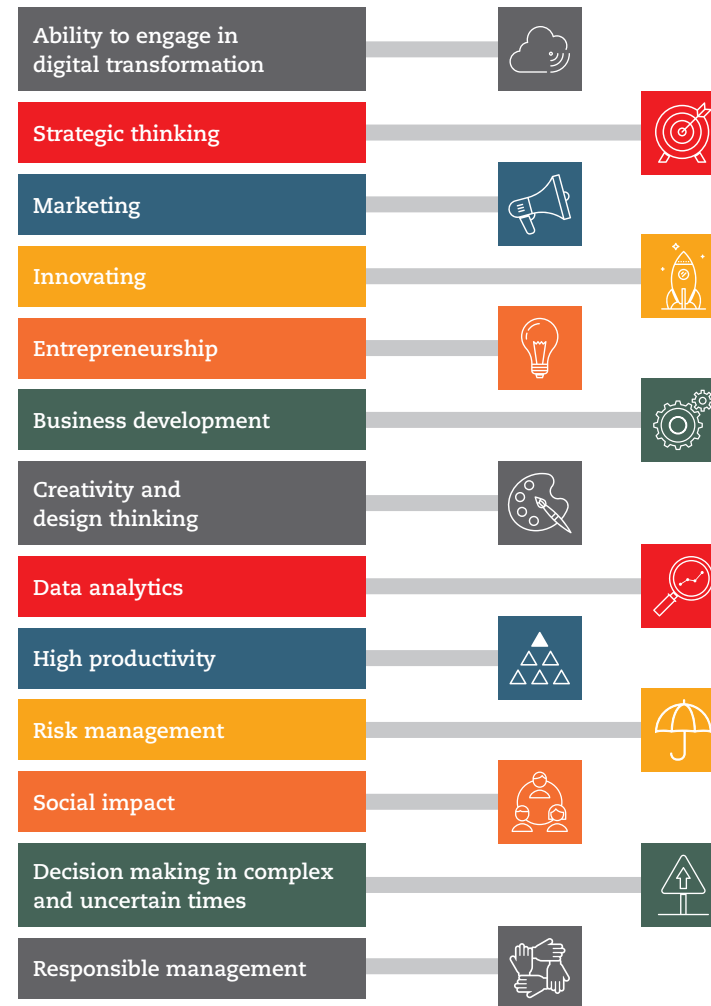 Ability to engage in
digital transformation
Strategic thinking
Marketing
Innovating
Entrepreneurship
Business development
Creativity and
design thinking
Data analytics
High productivity
Risk management
Social impact
Decision making in complex
and uncertain times
Responsible management